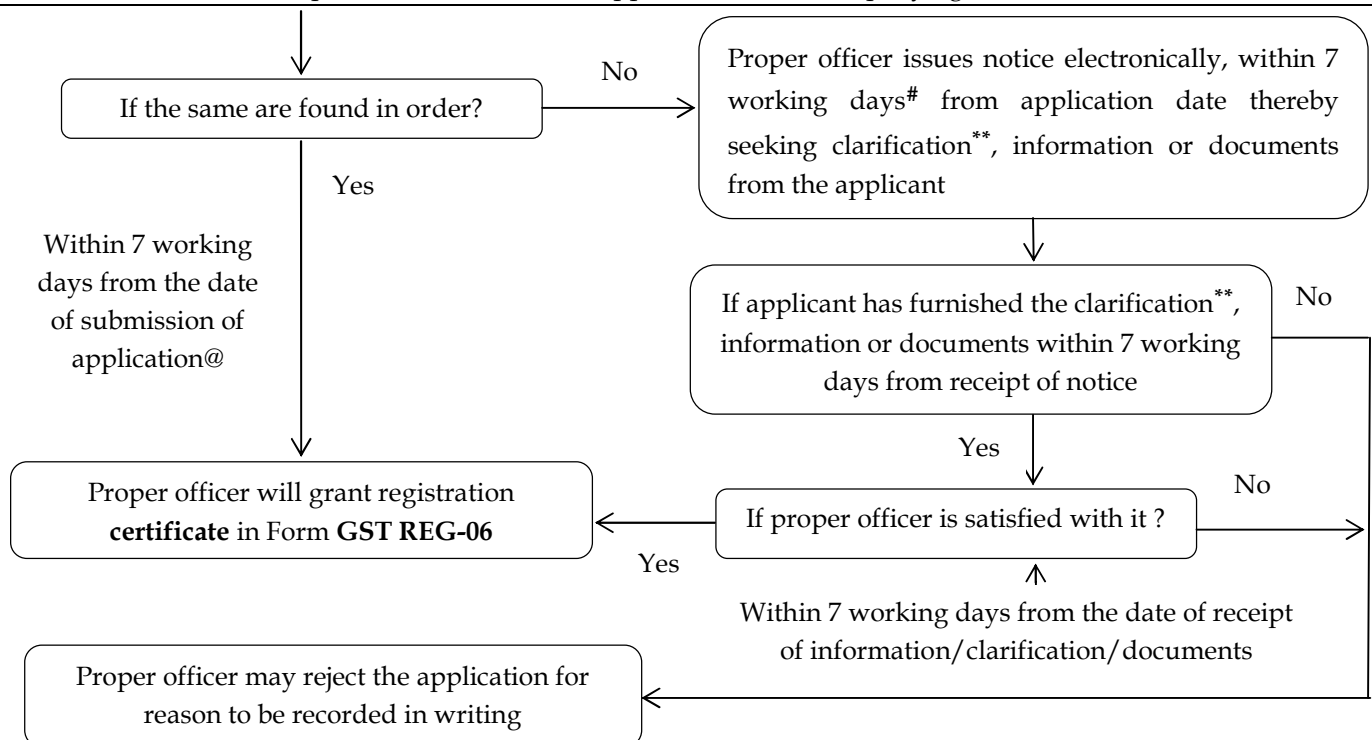 No
If the same are found in order?
Proper officer issues notice electronically, within 7
working days# from application date thereby
seeking clarification**, information or documents
from the applicant
Yes
Within 7 working
days from the date
of submission of
application@
If applicant has furnished the clarification**,
information or documents within 7 working
days from receipt of notice
No
Yes
Proper officer will grant registration
certificate in Form GST REG-06
If proper officer is satisfied with it ?
No
Yes
Within 7 working days from the date of receipt
of information/clarification/documents
Proper officer may reject the application for
reason to be recorded in writing